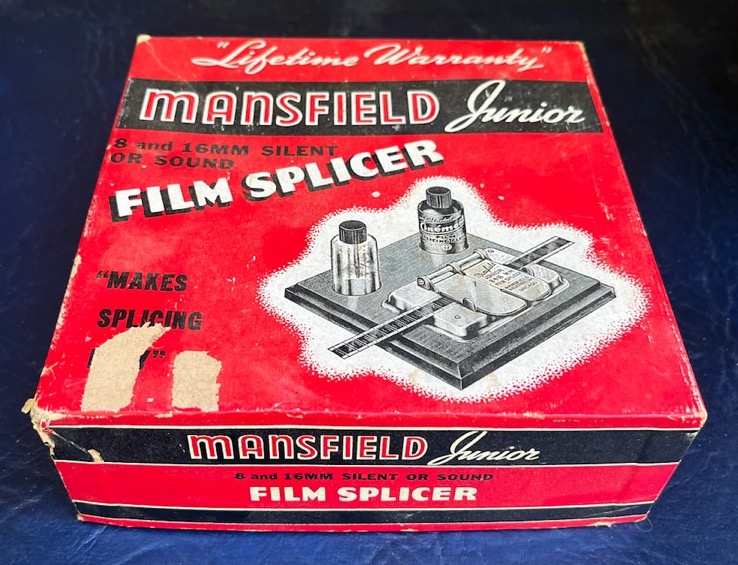 "Lifetime Warranty"
MANSFIELD Junior
8 and 16MM SILENT
OR SOUND
FILM SPLICER
"MAKES
SPLICING
MANSFIELD Junior
8 and 16MM SILENT OR SOUND
FILM SPLICER